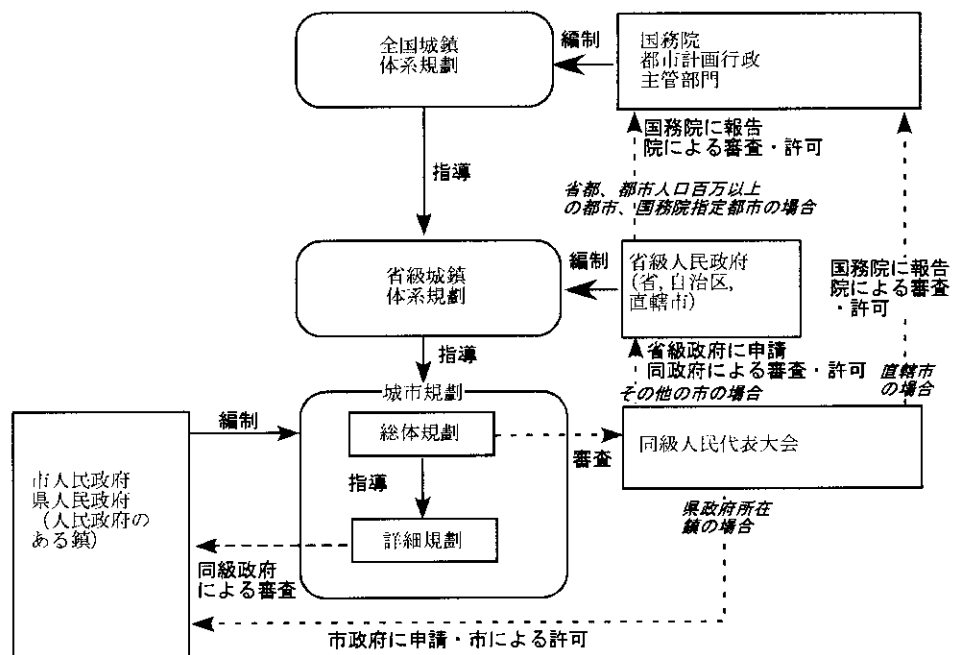 全国城鎮
体系規劃
編制
国務院
都市計画行政
主管部門
国務院に報告
院による審査・許可
指導
省都、都市人口百万以上
の都市、国務院指定都市の場合
省級城鎮
体系規劃
編制
省級人民政府
(省, 自治区,
直轄市)
国務院に報告
院による審査
・許可
指導
省級政府に申請
同政府による審査・許可
直轄市
の場合
その他の市の場合
城市規劃
編制
総体規劃
審査
同級人民代表大会
指導
市人民政府
県人民政府
(人民政府の
ある鎮)
詳細規劃
県政府所在
鎮の場合
同級政府
による審査
市政府に申請・市による許可